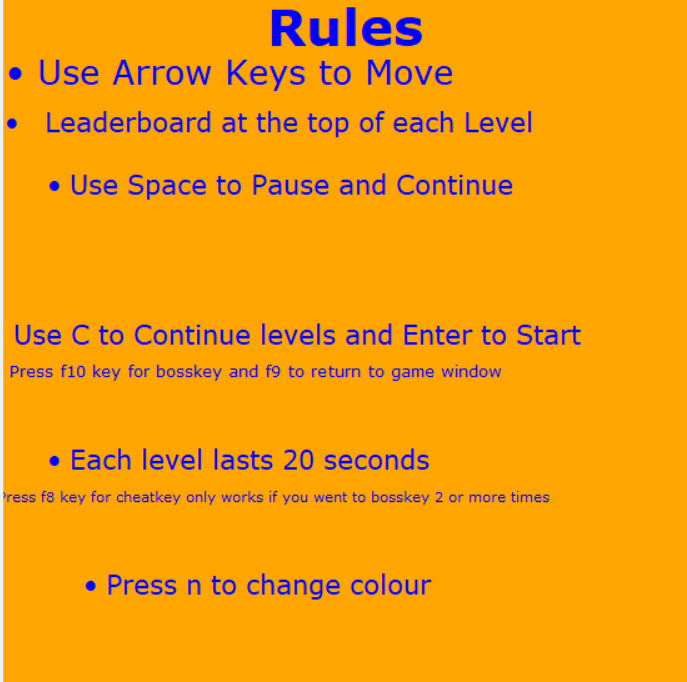 Rules
• Use Arrow Keys to Move
• Leaderboard at the top of each Level
• Use Space to Pause and Continue
Use C to Continue levels and Enter to Start
Press f10 key for bosskey and f9 to return to game window
• Each level lasts 20 seconds
Press f8 key for cheatkey only works if you went to bosskey 2 or more times
• Press n to change colour